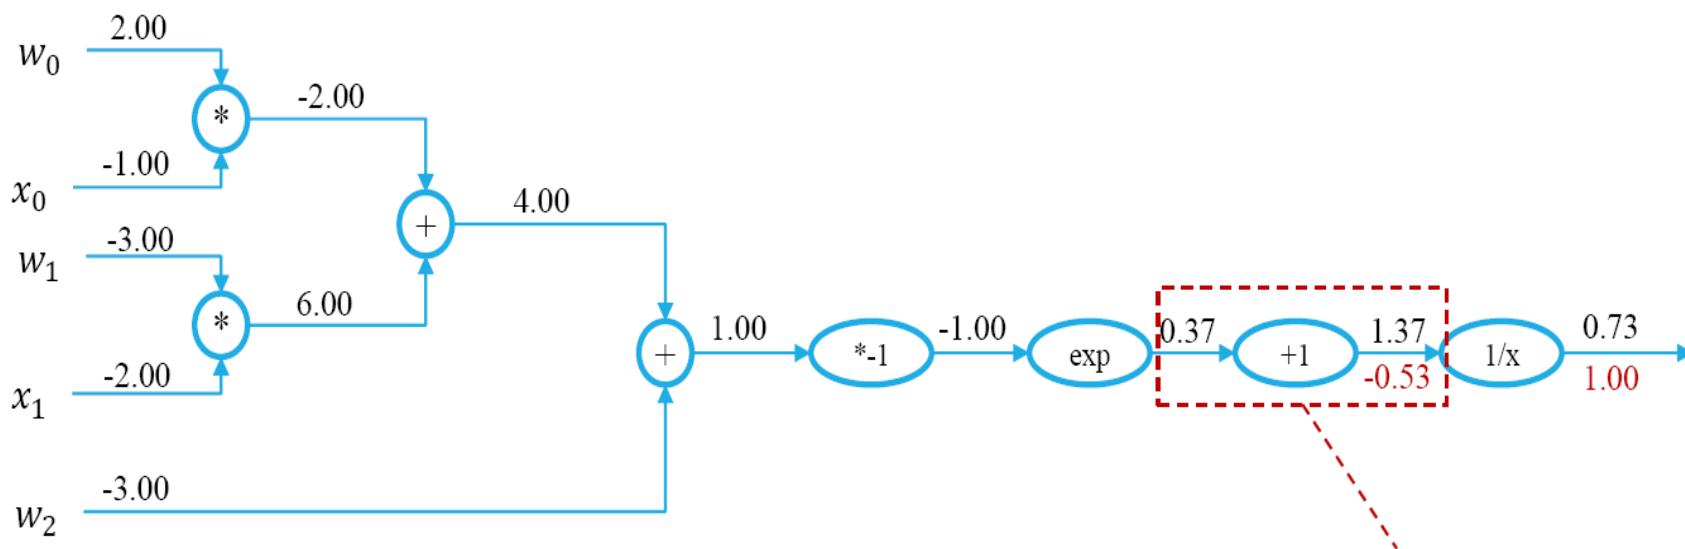 w₀ 2.00
* -2.00
x₀ -1.00
+ 4.00
w₁ -3.00
* 6.00
x₁ -2.00
+ 1.00 *-1 -1.00 exp 0.37 +1 1.37 1/x 0.73
-0.53 1.00
w₂ -3.00